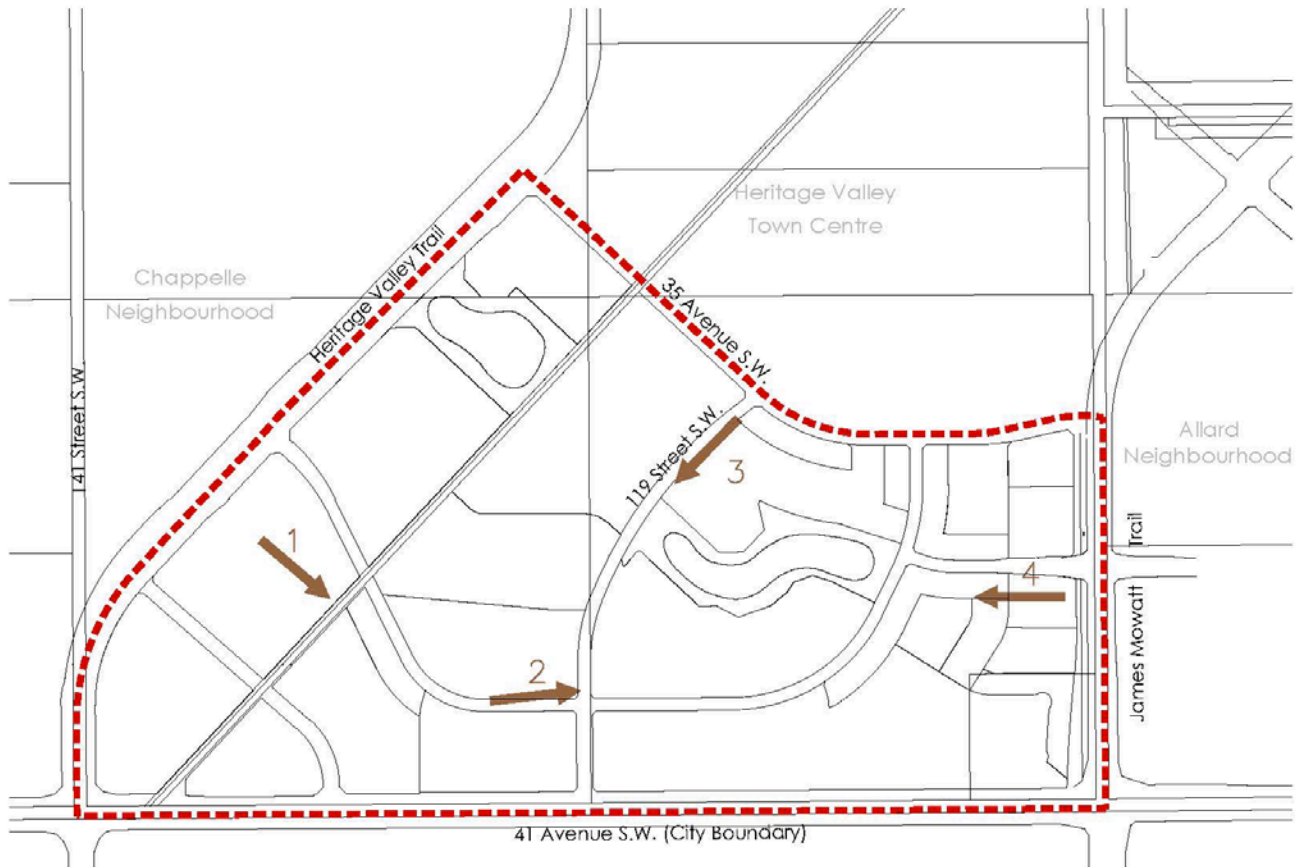 Heritage Valley
Town Centre
Chappelle
Neighbourhood
Heritage Valley Trail
35 Avenue S.W.
141 Street S.W.
119 Street S.W.
Allard
Neighbourhood
1
2
3
4
James Mowatt Trail
41 Avenue S.W. (City Boundary)